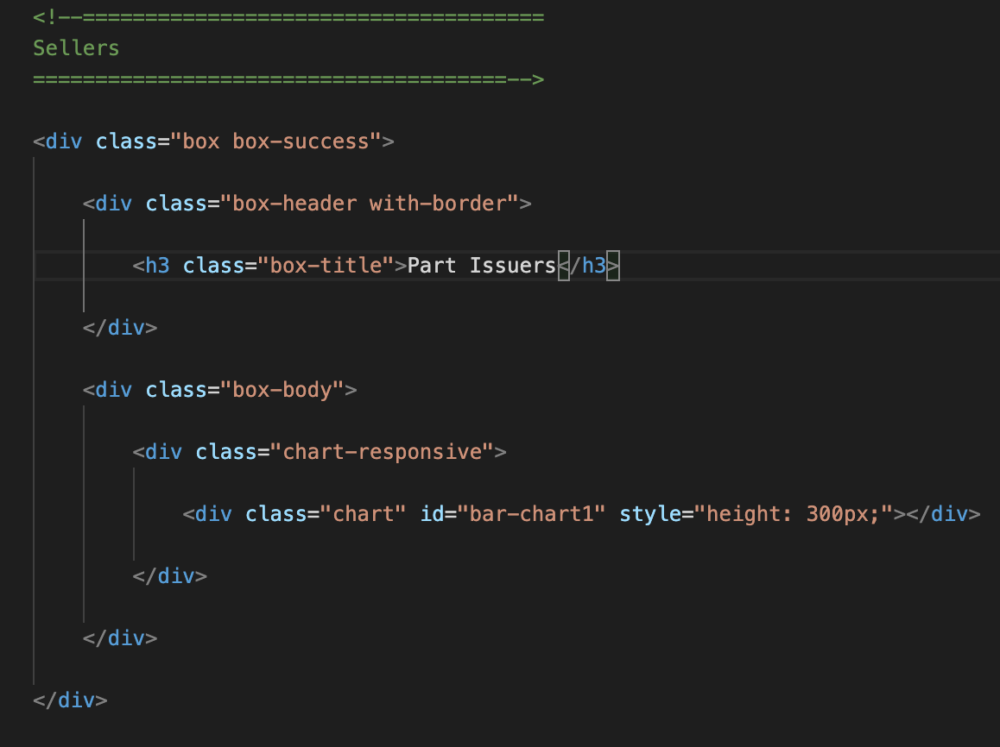 <!--=====================================
Sellers
======================================-->
<div class="box box-success">
<div class="box-header with-border">
<h3 class="box-title">Part Issuers</h3>
</div>
<div class="box-body">
<div class="chart-responsive">
<div class="chart" id="bar-chart1" style="height: 300px;"></div>
</div>
</div>
</div>